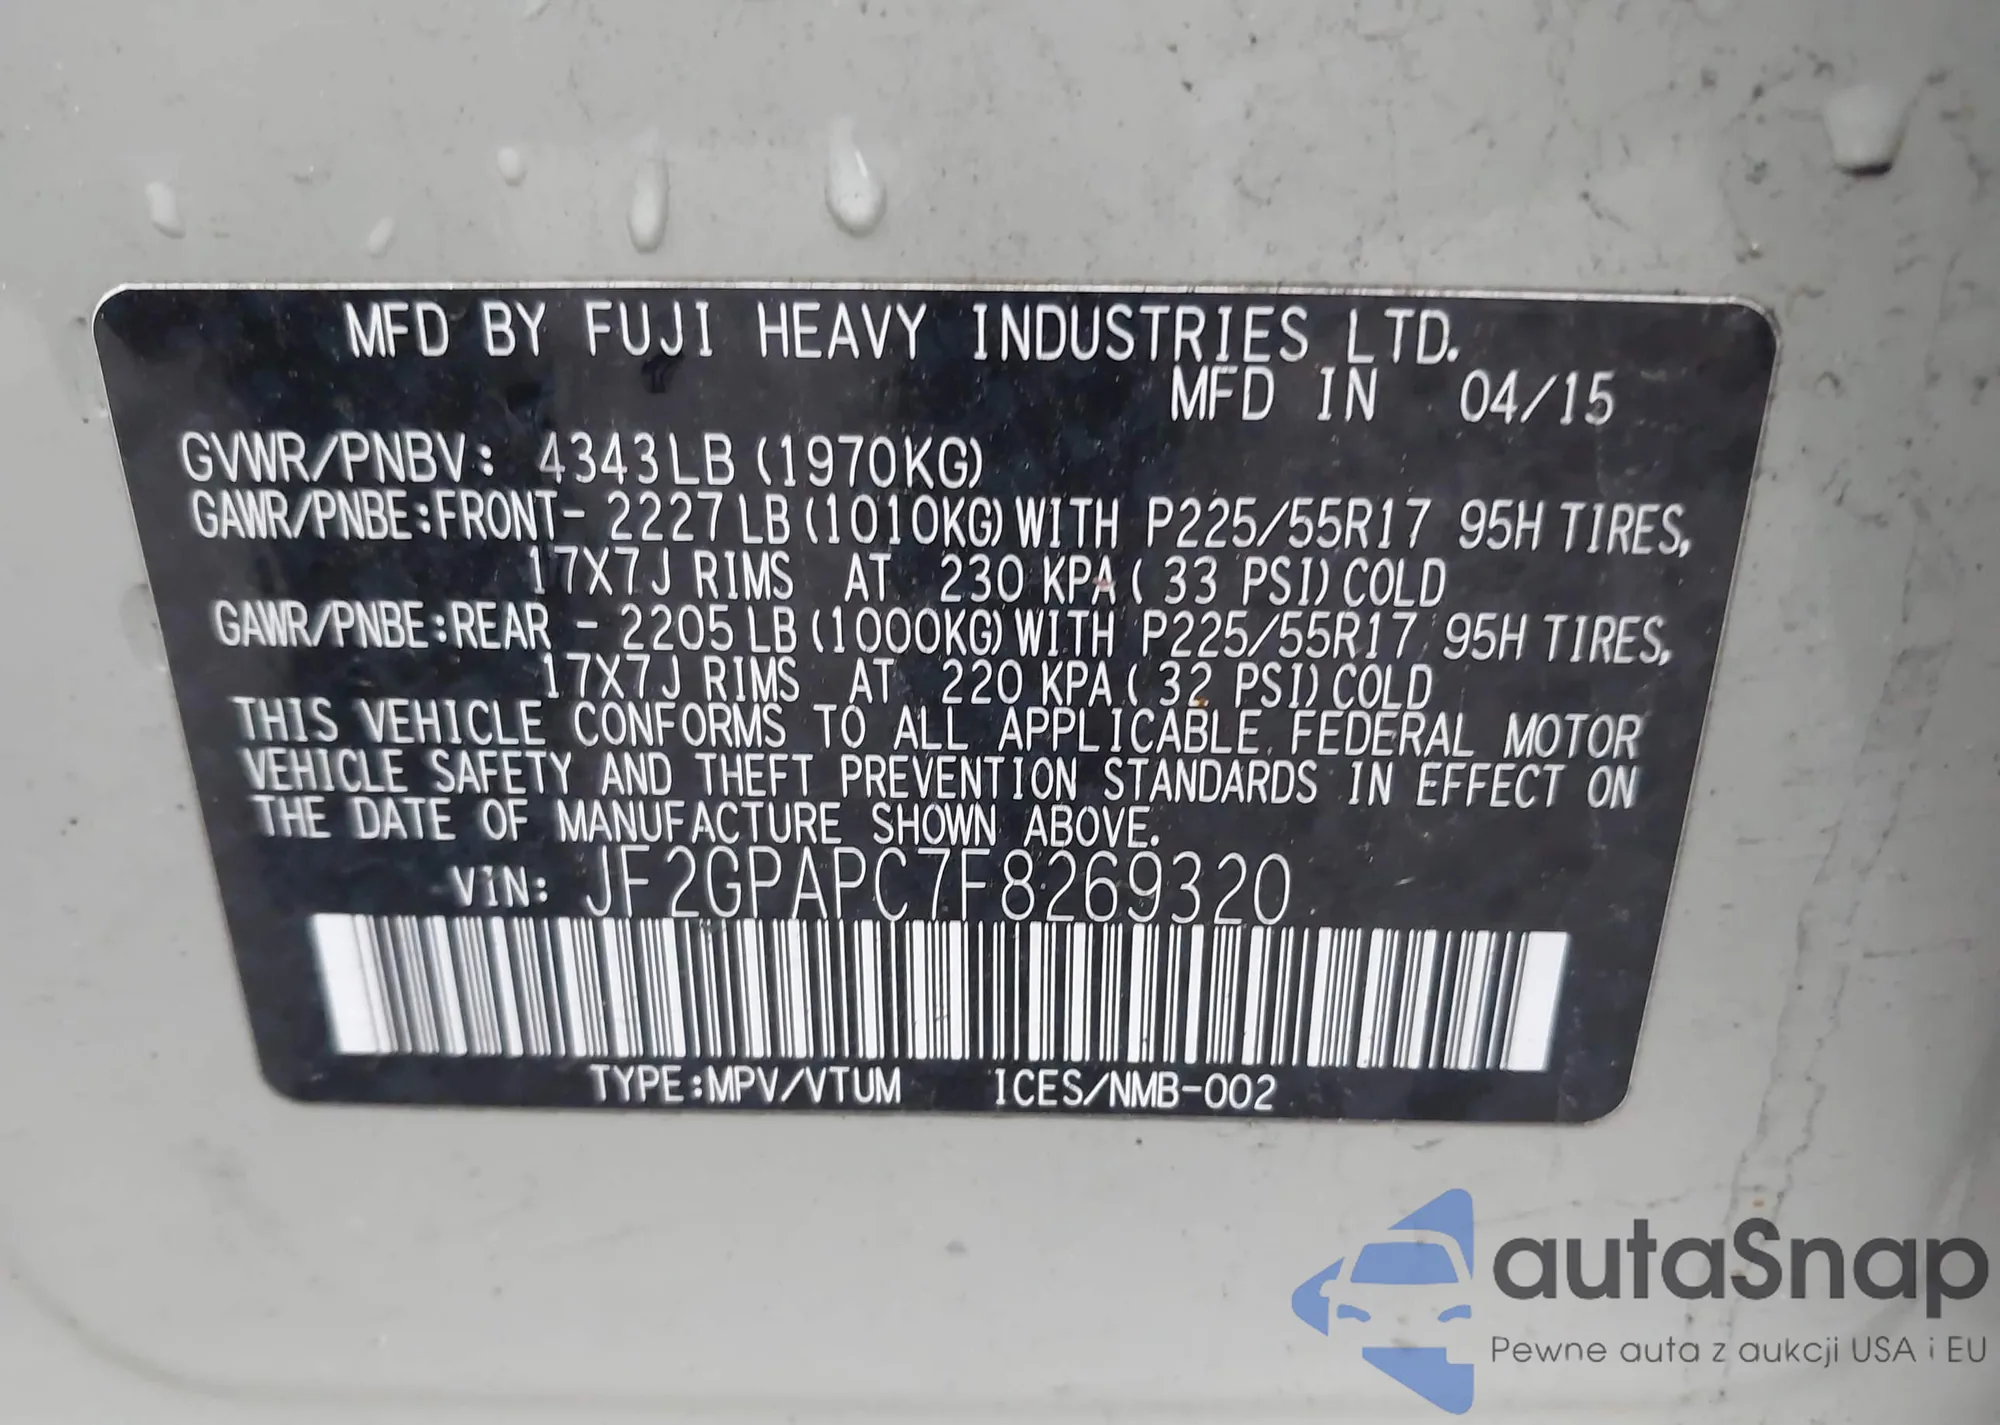 MFD BY FUJI HEAVY INDUSTRIES LTD.
MFD IN 04/15
GVWR/PNBV: 4343LB (1970KG)
GAWR/PNBE:FRONT- 2227LB(1010KG)WITH P225/55R17 95H TIRES,
17X7J RIMS AT 230 KPA( 33 PSI)COLD
GAWR/PNBE:REAR - 2205LB(1000KG)WITH P225/55R17 95H TIRES,
17X7J RIMS AT 220 KPA( 32 PSI)COLD
THIS VEHICLE CONFORMS TO ALL APPLICABLE FEDERAL MOTOR
VEHICLE SAFETY AND THEFT PREVENTION STANDARDS IN EFFECT ON
THE DATE OF MANUFACTURE SHOWN ABOVE.
VIN: JF2GPAPC7F8269320
TYPE:MPV/VTUM ICES/NMB-002
autaSnap
Pewne auta z aukcji USA i EU